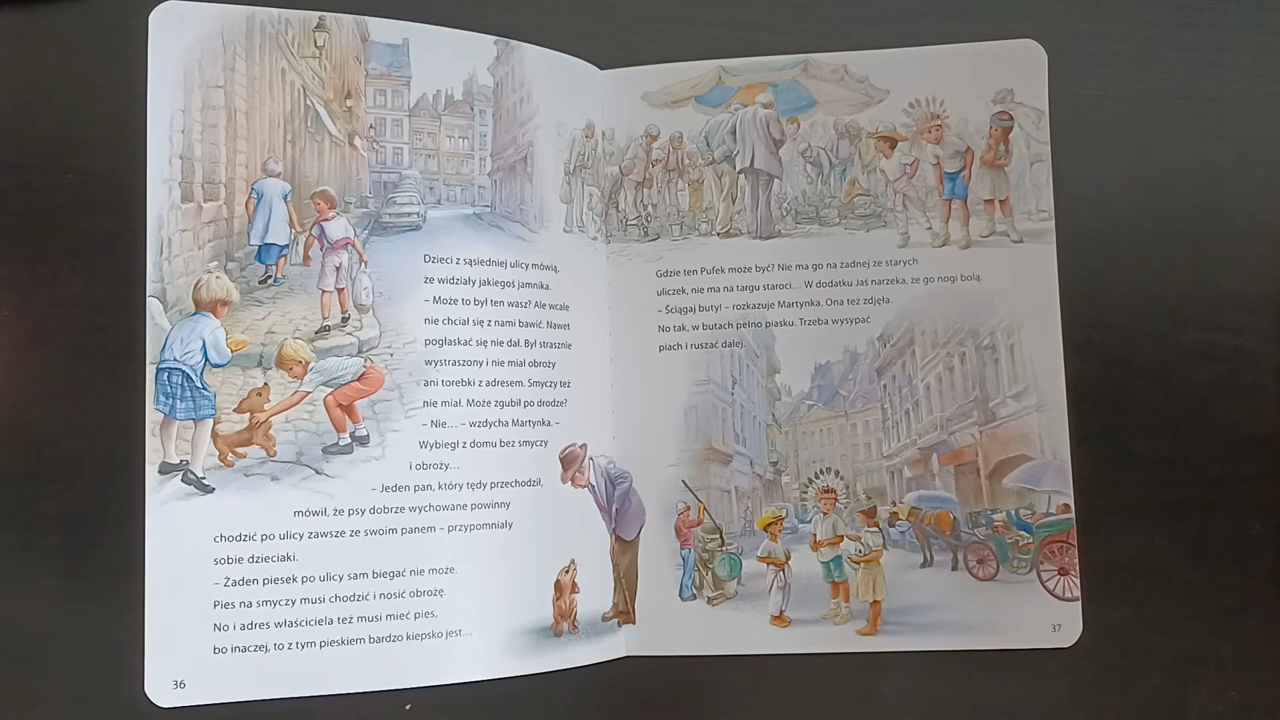 Dzieci z sąsiedniej ulicy mówią,
że widziały jakiegoś jamnika.
– Może to był ten wasz? Ale wcale
nie chciał się z nami bawić. Nawet
pogłaskać się nie dał. Był strasznie
wystraszony i nie miał obroży
ani torebki z adresem. Smyczy też
nie miał. Może zgubił po drodze?
– Nie… – wzdycha Martynka. –
Wybiegł z domu bez smyczy
i obroży…
– Jeden pan, który tędy przechodził,
mówił, że psy dobrze wychowane powinny
chodzić po ulicy zawsze ze swoim panem – przypomniały
sobie dzieciaki.
– Żaden piesek po ulicy sam biegać nie może.
Pies na smyczy musi chodzić i nosić obrożę.
No i adres właściciela też musi mieć pies,
bo inaczej, to z tym pieskiem bardzo kiepsko jest…
36
Gdzie ten Pufek może być? Nie ma go na żadnej ze starych
uliczek, nie ma na targu staroci… W dodatku Jaś narzeka, że go nogi bolą.
– Ściągaj buty! – rozkazuje Martynka. Ona też zdjęła.
No tak, w butach pełno piasku. Trzeba wysypać
piach i ruszać dalej.
37